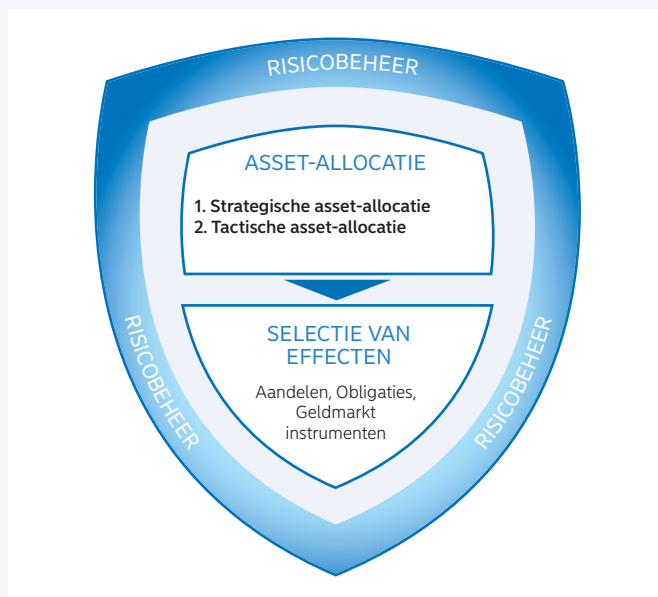 RISICOBEHEER
ASSET-ALLOCATIE
1. Strategische asset-allocatie
2. Tactische asset-allocatie
SELECTIE VAN
EFFECTEN
Aandelen, Obligaties,
Geldmarkt
instrumenten
RISICOBEHEER
RISICOBEHEER